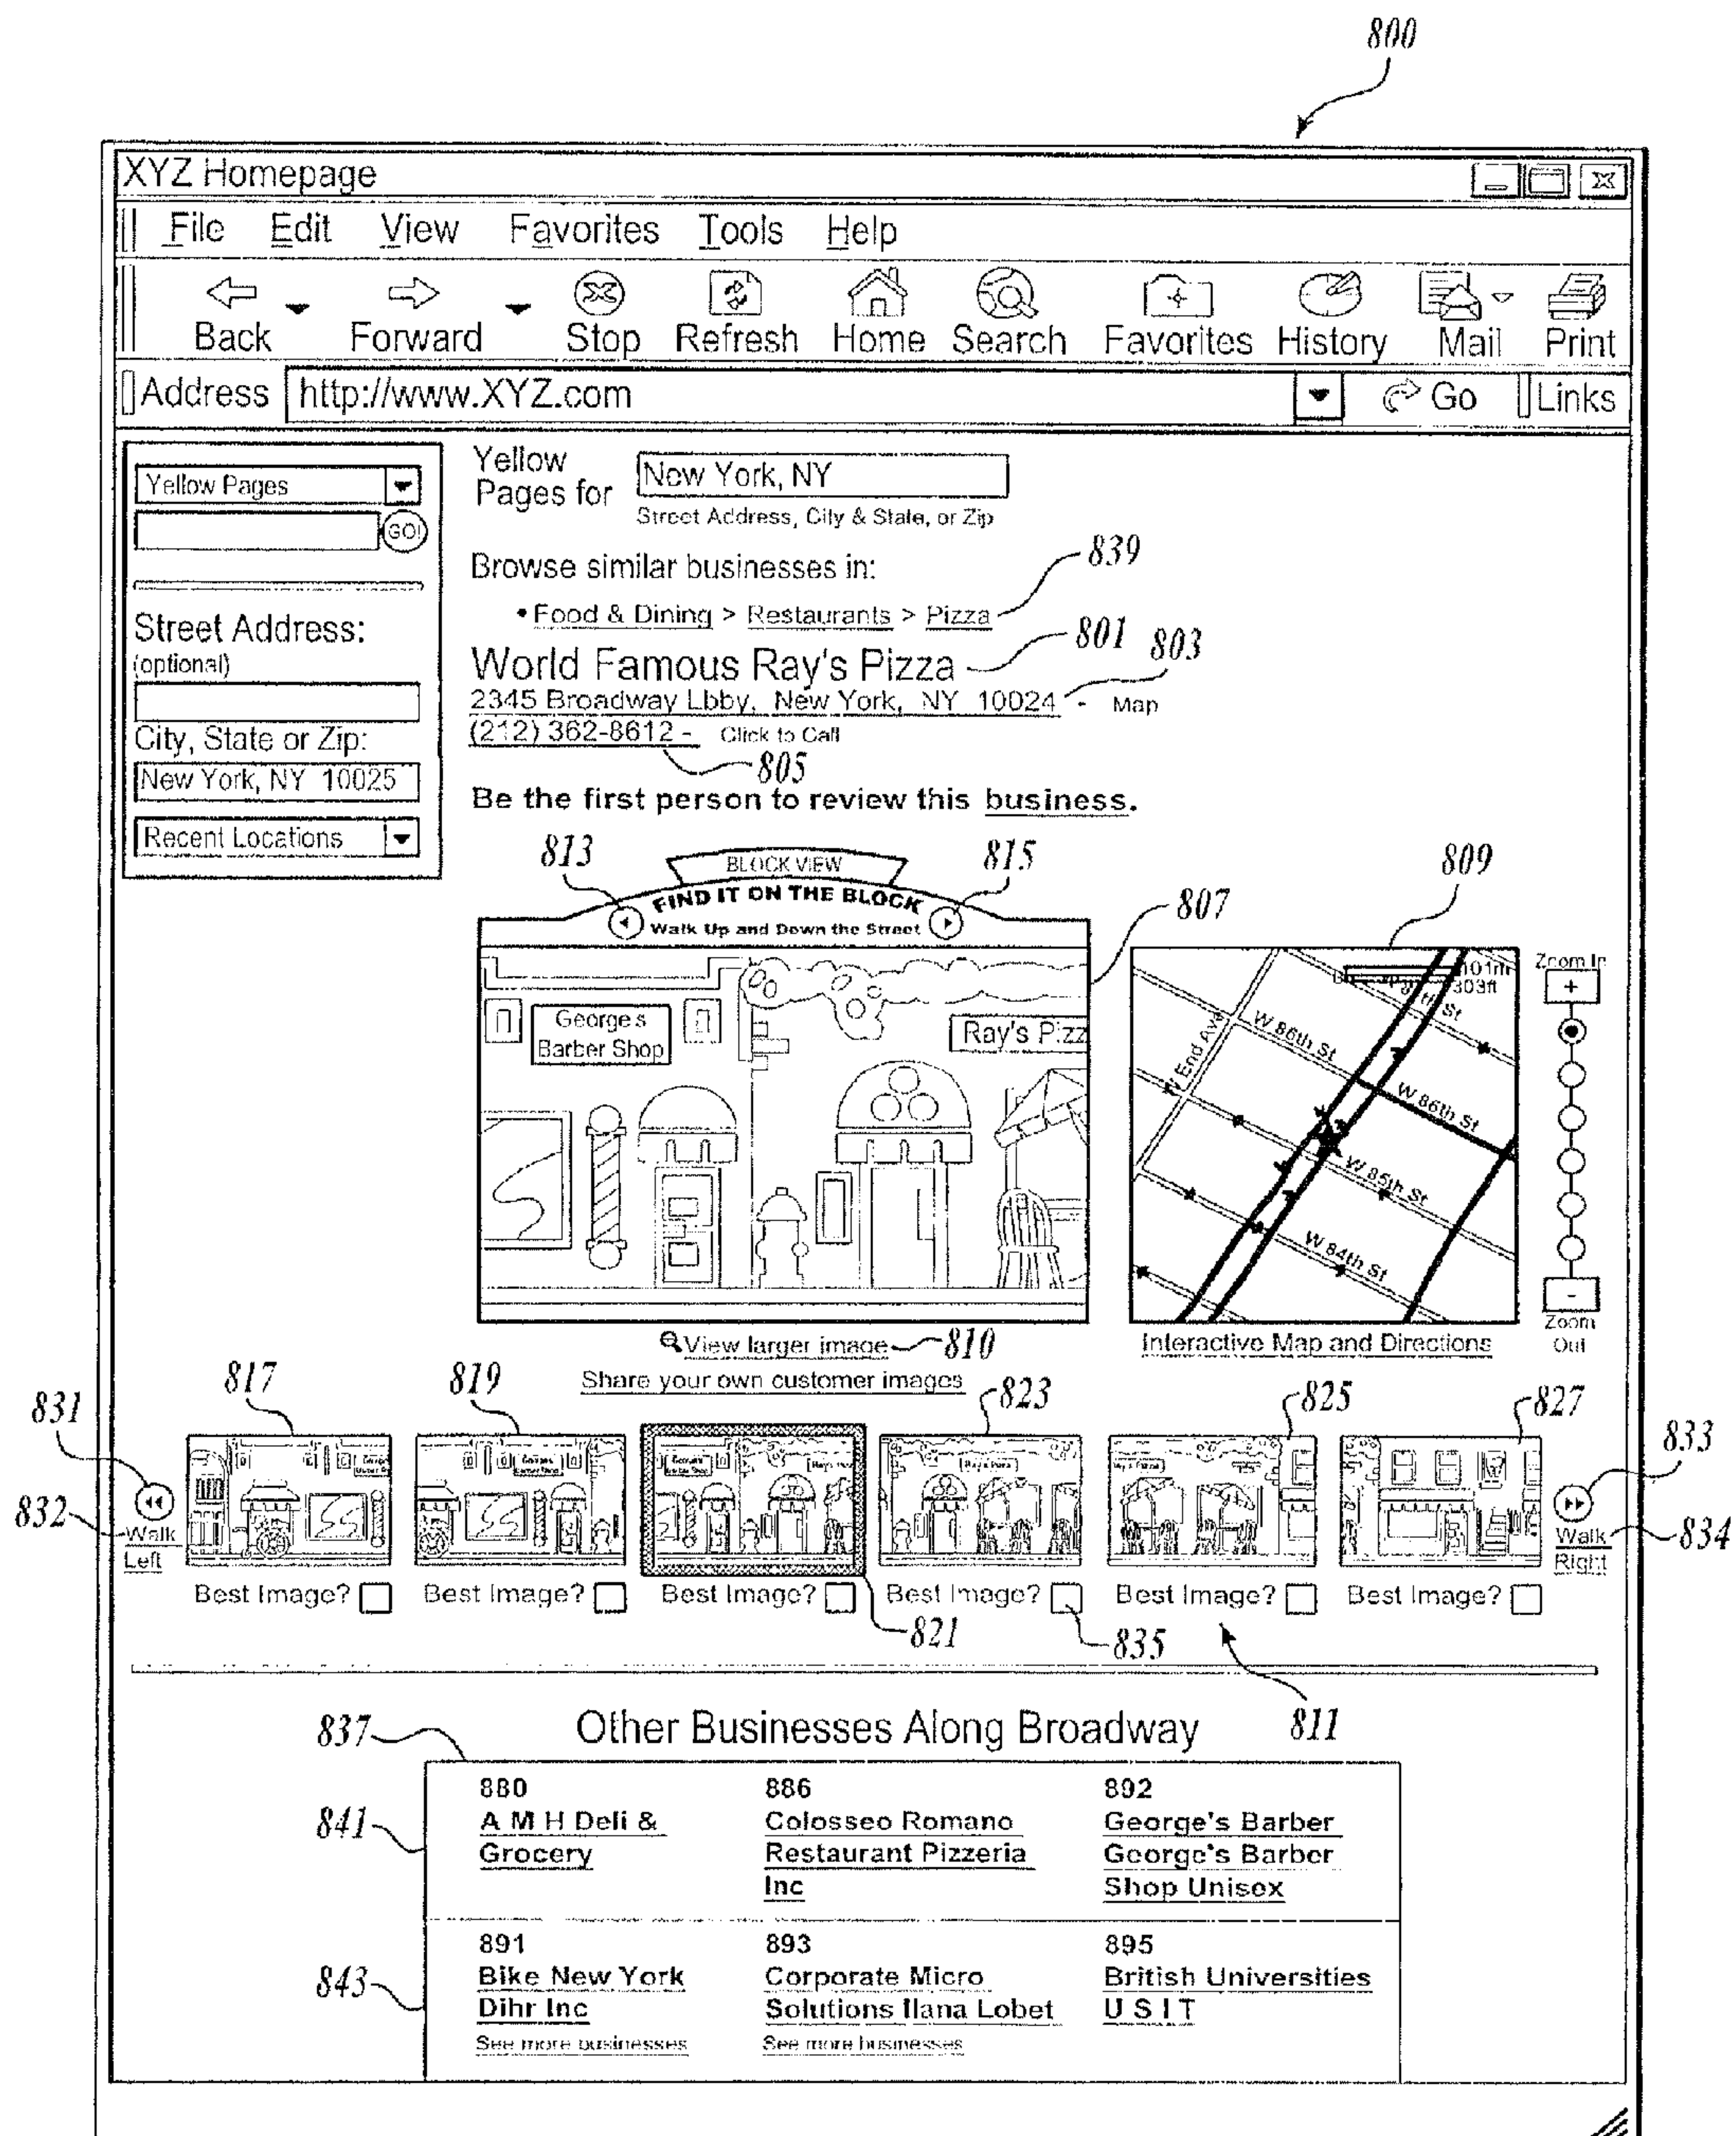 800
XYZ Homepage
File Edit View Favorites Tools Help
Back Forward Stop Refresh Home Search Favorites History Mail Print
Address http://www.XYZ.com Go Links
Yellow Pages
GO!
Street Address:
(optional)
City, State or Zip:
New York, NY 10025
Recent Locations
Yellow
Pages for
New York, NY
Street Address, City & State, or Zip
Browse similar businesses in:
839
• Food & Dining > Restaurants > Pizza
World Famous Ray's Pizza
801
803
2345 Broadway Lbby, New York, NY 10024 - Map
(212) 362-8612 - Click to Call
805
Be the first person to review this business.
813
BLOCK VIEW
815
FIND IT ON THE BLOCK
Walk Up and Down the Street
807
809
George's
Barber Shop
Ray's Pizz
101m
303ft
St
W End Ave
W 86th St
W 86th St
W 85th St
W 84th St
Zoom In
+
-
Zoom
Out
View larger image
810
Interactive Map and Directions
Share your own customer images
831
817
819
823
825
827
833
832
Walk
Left
Walk
Right
834
Best Image? Best Image? Best Image? Best Image? Best Image? Best Image?
821
835
811
837
Other Businesses Along Broadway
841
880
A M H Deli &
Grocery
886
Colosseo Romano
Restaurant Pizzeria
Inc
892
George's Barber
George's Barber
Shop Unisex
843
891
Bike New York
Dihr Inc
See more businesses
893
Corporate Micro
Solutions Ilana Lobet
See more businesses
895
British Universities
U S I T